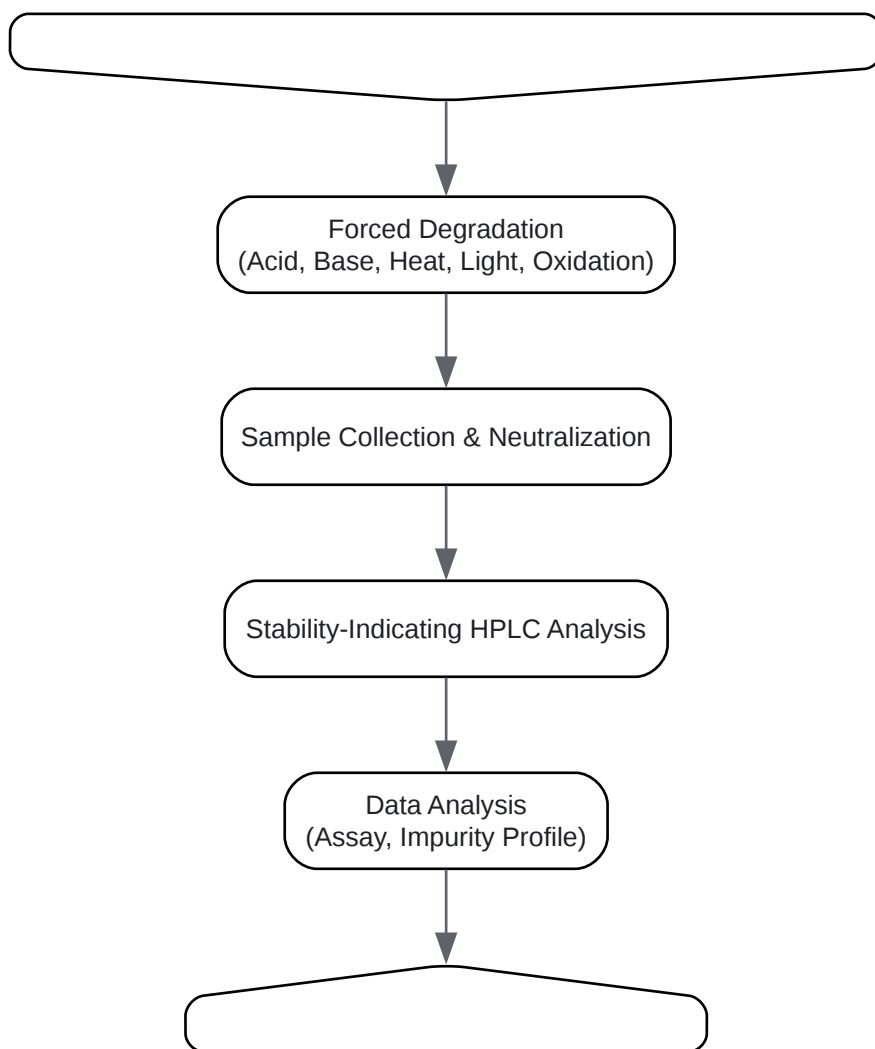 Forced Degradation
(Acid, Base, Heat, Light, Oxidation)
Sample Collection & Neutralization
Stability-Indicating HPLC Analysis
Data Analysis
(Assay, Impurity Profile)